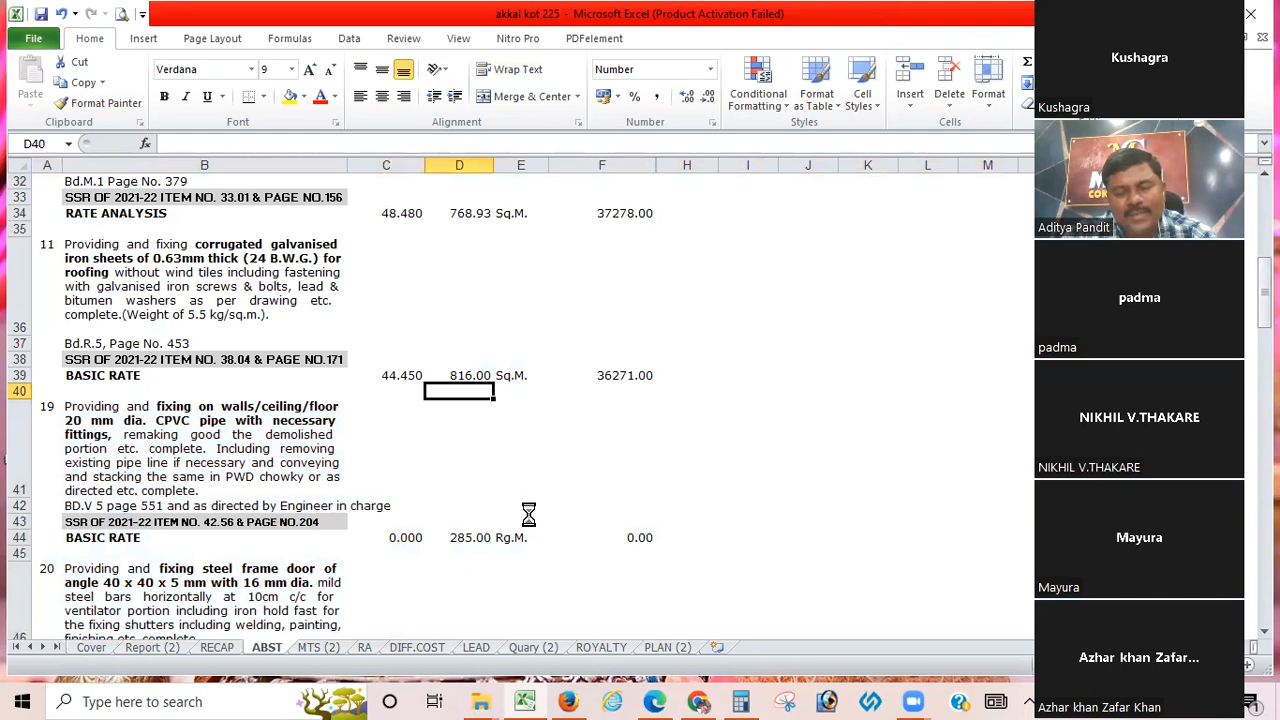 akkal kot 225 - Microsoft Excel (Product Activation Failed)
File Home Insert Page Layout Formulas Data Review View Nitro Pro PDFelement
Paste Cut Copy Format Painter Clipboard
Verdana 9 B I U A A A Font
Wrap Text Merge & Center Alignment
Number % , Number
Conditional Formatting Format as Table Cell Styles Styles
Insert Delete Format Cells
D40 fx
A B C D E F H I J K L M
32 Bd.M.1 Page No. 379
33 SSR OF 2021-22 ITEM NO. 33.01 & PAGE NO.156
34 RATE ANALYSIS 48.480 768.93 Sq.M. 37278.00
35
11 Providing and fixing corrugated galvanised
iron sheets of 0.63mm thick (24 B.W.G.) for
roofing without wind tiles including fastening
with galvanised iron screws & bolts, lead &
bitumen washers as per drawing etc.
36 complete.(Weight of 5.5 kg/sq.m.).
37 Bd.R.5, Page No. 453
38 SSR OF 2021-22 ITEM NO. 38.04 & PAGE NO.171
39 BASIC RATE 44.450 816.00 Sq.M. 36271.00
40
19 Providing and fixing on walls/ceiling/floor
20 mm dia. CPVC pipe with necessary
fittings, remaking good the demolished
portion etc. complete. Including removing
existing pipe line if necessary and conveying
and stacking the same in PWD chowky or as
41 directed etc. complete.
42 BD.V 5 page 551 and as directed by Engineer in charge
43 SSR OF 2021-22 ITEM NO. 42.56 & PAGE NO.204
44 BASIC RATE 0.000 285.00 Rg.M. 0.00
45
20 Providing and fixing steel frame door of
angle 40 x 40 x 5 mm with 16 mm dia. mild
steel bars horizontally at 10cm c/c for
ventilator portion including iron hold fast for
the fixing shutters including welding, painting,
46 finishing etc. complete
Cover Report (2) RECAP ABST MTS (2) RA DIFF.COST LEAD Quary (2) ROYALTY PLAN (2)
Type here to search
Kushagra
Kushagra
Aditya Pandit
padma
padma
NIKHIL V.THAKARE
NIKHIL V.THAKARE
Mayura
Mayura
Azhar khan Zafar...
Azhar khan Zafar Khan